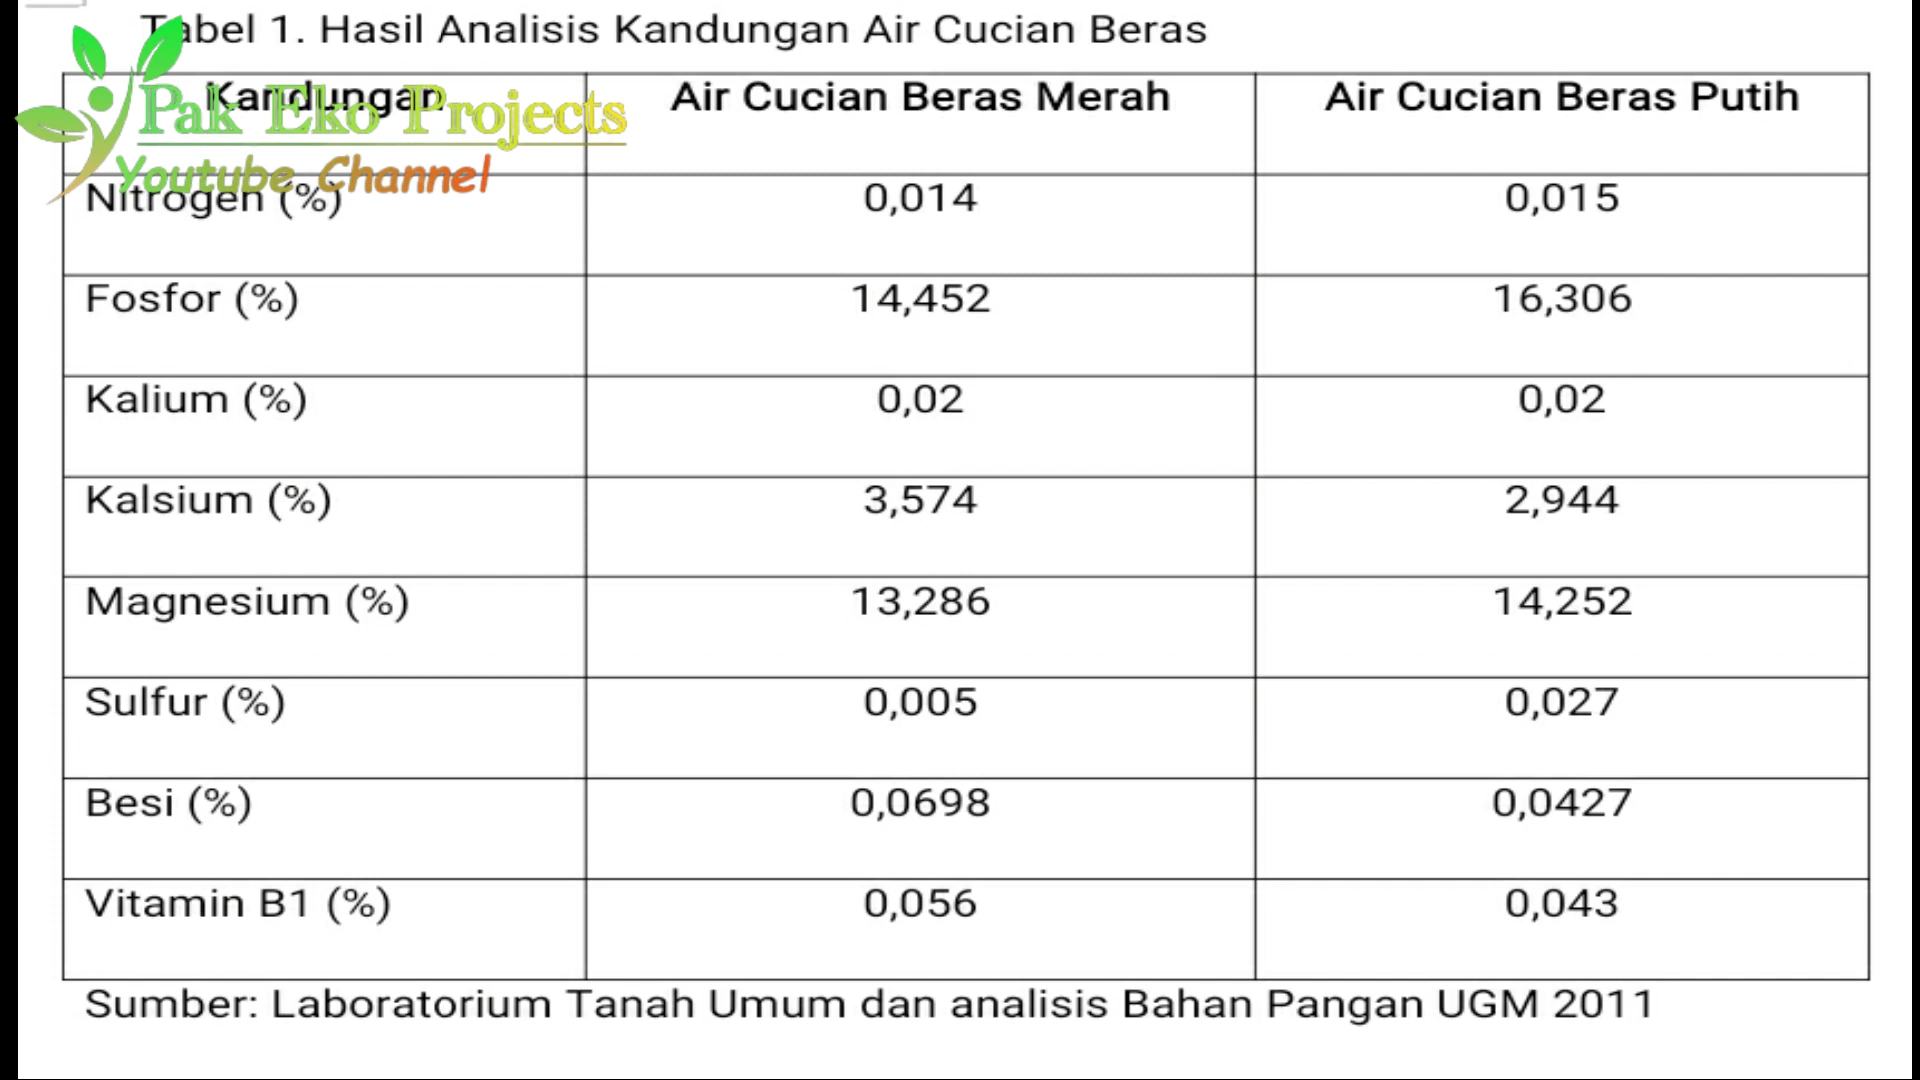 Tabel 1. Hasil Analisis Kandungan Air Cucian Beras
Kandungan Air Cucian Beras Merah Air Cucian Beras Putih
Pak Eko Projects
Youtube Channel
Nitrogen (%) 0,014 0,015
Fosfor (%) 14,452 16,306
Kalium (%) 0,02 0,02
Kalsium (%) 3,574 2,944
Magnesium (%) 13,286 14,252
Sulfur (%) 0,005 0,027
Besi (%) 0,0698 0,0427
Vitamin B1 (%) 0,056 0,043
Sumber: Laboratorium Tanah Umum dan analisis Bahan Pangan UGM 2011